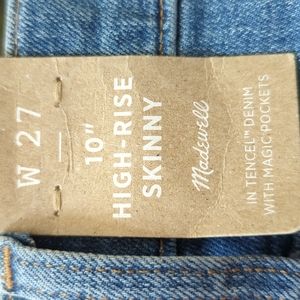 W 27
10"
HIGH-RISE
SKINNY
Madewell
IN TENCEL™ DENIM
WITH MAGIC POCKETS